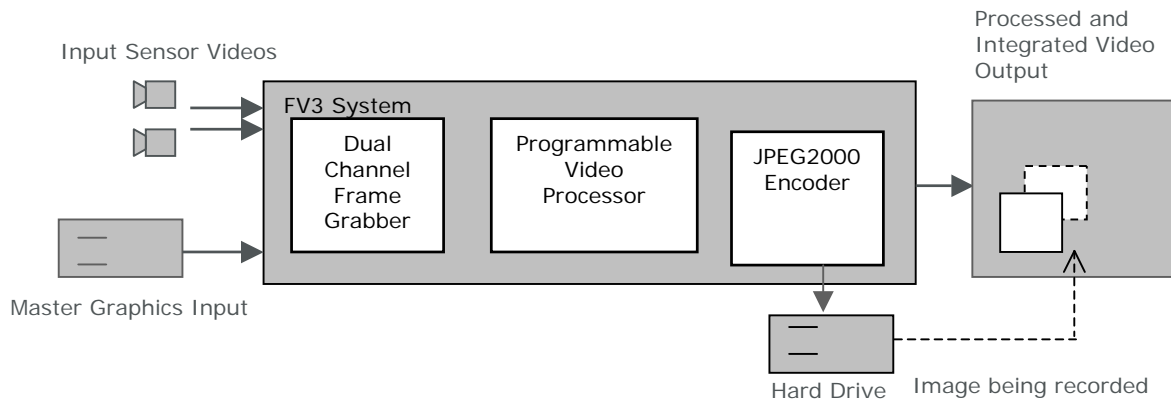 Processed and
Integrated Video
Output
Input Sensor Videos
FV3 System
Dual
Channel
Frame
Grabber
Programmable
Video
Processor
JPEG2000
Encoder
Master Graphics Input
Hard Drive
Image being recorded